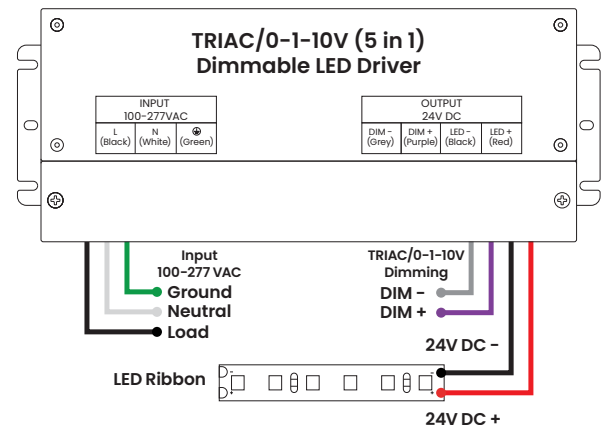 TRIAC/0-1-10V (5 in 1)
Dimmable LED Driver
INPUT
100-277VAC
L
(Black)
N
(White)
(Green)
OUTPUT
24V DC
DIM -
(Grey)
DIM +
(Purple)
LED -
(Black)
LED +
(Red)
Input
100-277 VAC
Ground
Neutral
Load
TRIAC/0-1-10V
Dimming
DIM -
DIM +
24V DC -
LED Ribbon
- -
+ +
24V DC +